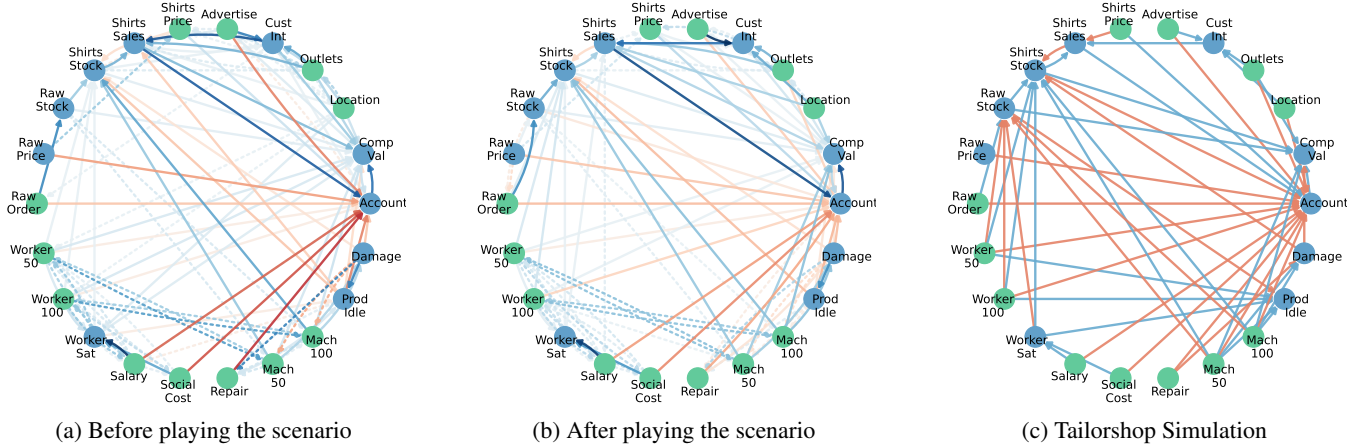 Shirts
Price
Advertise
Cust
Int
Outlets
Location
Comp
Val
Account
Damage
Prod
Idle
Mach
100
Mach
50
Repair
Social
Cost
Salary
Worker
Sat
Worker
100
Worker
50
Raw
Order
Raw
Price
Raw
Stock
Shirts
Stock
Shirts
Sales
(a) Before playing the scenario
Shirts
Price
Advertise
Cust
Int
Outlets
Location
Comp
Val
Account
Damage
Prod
Idle
Mach
100
Mach
50
Repair
Social
Cost
Salary
Worker
Sat
Worker
100
Worker
50
Raw
Order
Raw
Price
Raw
Stock
Shirts
Stock
Shirts
Sales
(b) After playing the scenario
Shirts
Price
Advertise
Cust
Int
Outlets
Location
Comp
Val
Account
Damage
Prod
Idle
Mach
100
Mach
50
Repair
Social
Cost
Salary
Worker
Sat
Worker
100
Worker
50
Raw
Order
Raw
Price
Raw
Stock
Shirts
Stock
Shirts
Sales
(c) Tailorshop Simulation